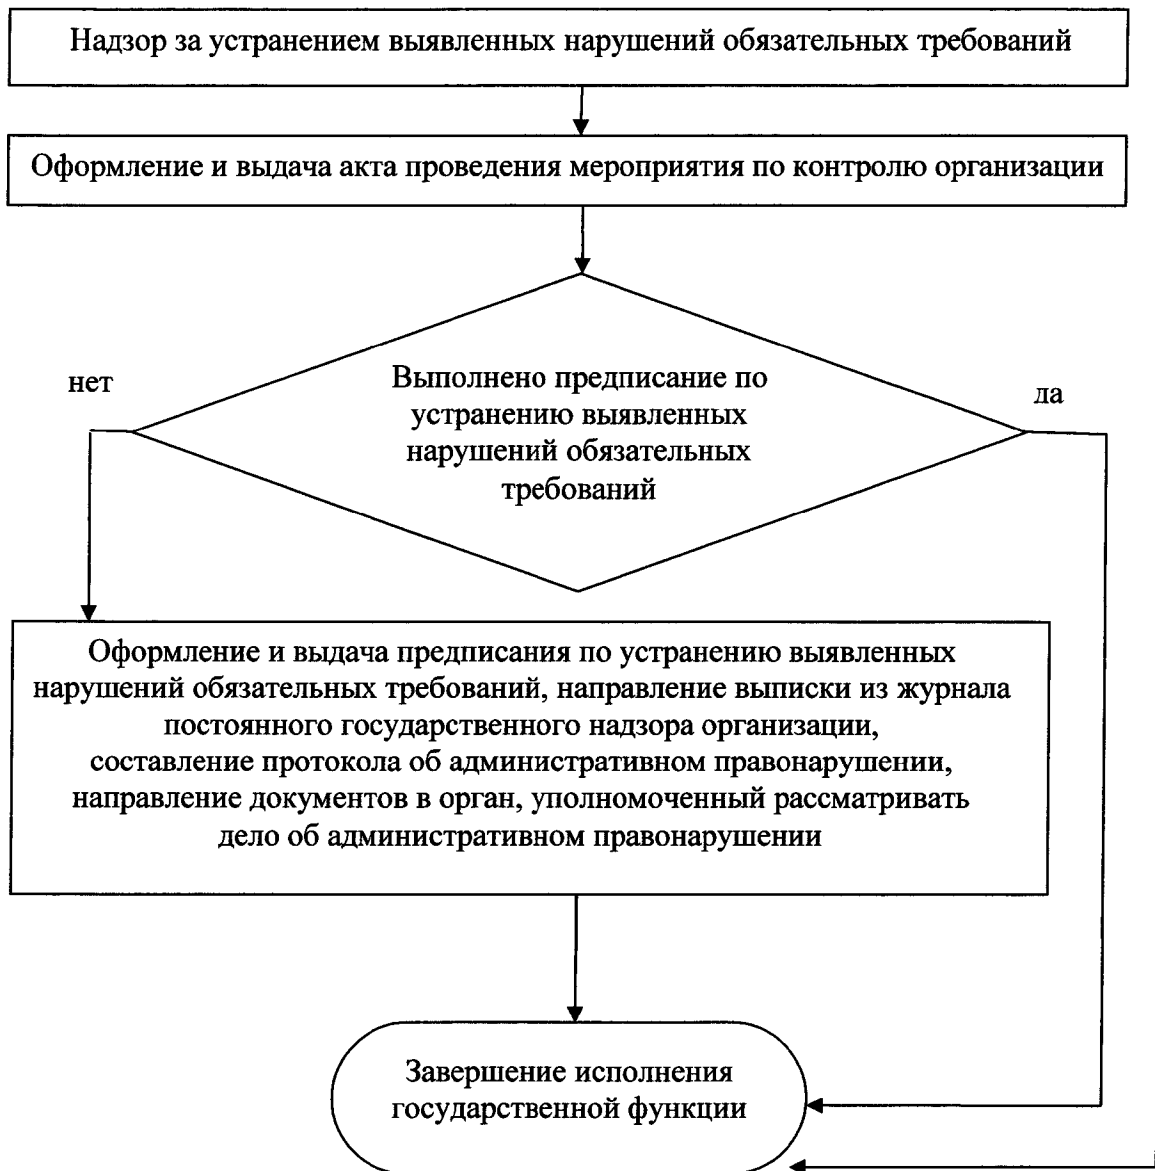 Надзор за устранением выявленных нарушений обязательных требований
Оформление и выдача акта проведения мероприятия по контролю организации
Выполнено предписание по
устранению выявленных
нарушений обязательных
требований
нет
да
Оформление и выдача предписания по устранению выявленных
нарушений обязательных требований, направление выписки из журнала
постоянного государственного надзора организации,
составление протокола об административном правонарушении,
направление документов в орган, уполномоченный рассматривать
дело об административном правонарушении
Завершение исполнения
государственной функции